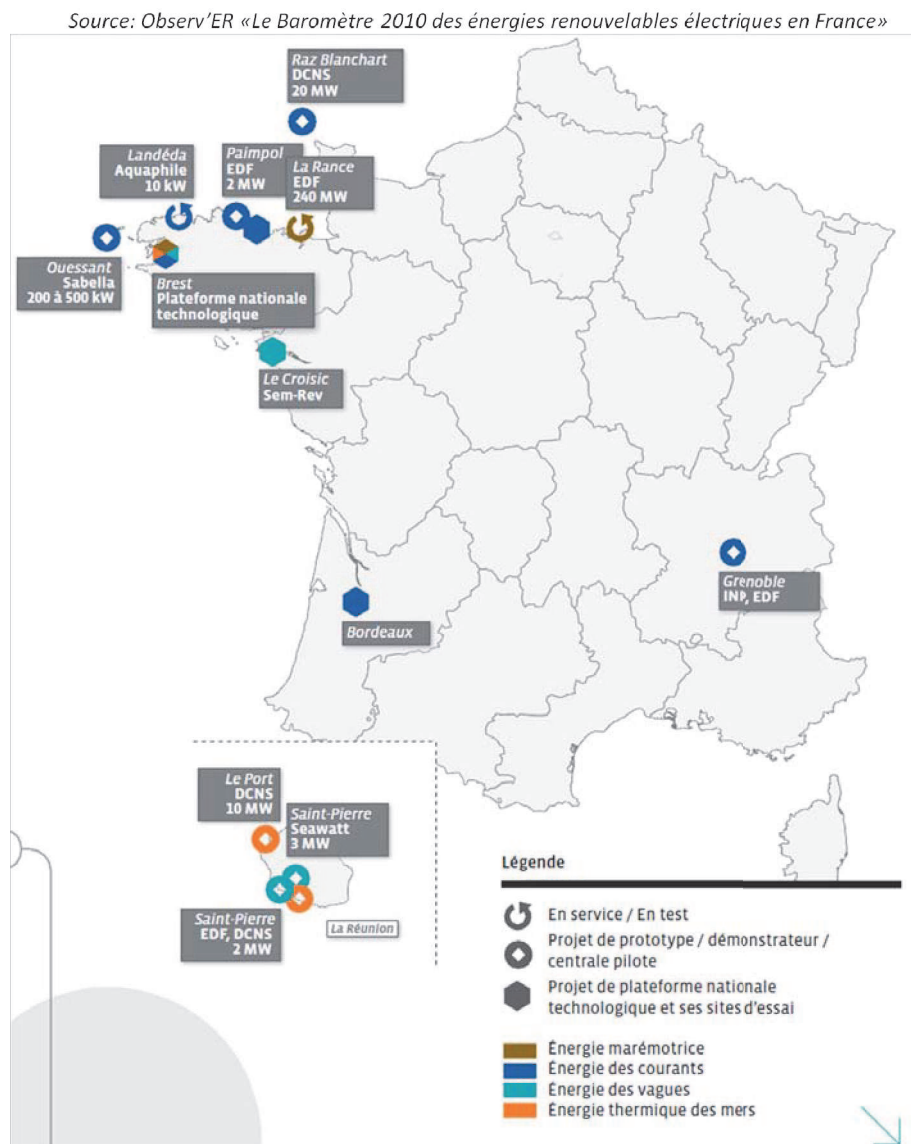 Source: Observ'ER «Le Baromètre 2010 des énergies renouvelables électriques en France»
Raz Blanchart
DCNS
20 MW
Landéda
Aquaphile
10 kW
Paimpol
EDF
2 MW
La Rance
EDF
240 MW
Ouessant
Sabella
200 à 500 kW
Brest
Plateforme nationale
technologique
Le Croisic
Sem-Rev
Grenoble
INP, EDF
Bordeaux
Le Port
DCNS
10 MW
Saint-Pierre
Seawatt
3 MW
Saint-Pierre
EDF, DCNS
2 MW
La Réunion
Légende
En service / En test
Projet de prototype / démonstrateur /
centrale pilote
Projet de plateforme nationale
technologique et ses sites d'essai
Énergie marémotrice
Énergie des courants
Énergie des vagues
Énergie thermique des mers